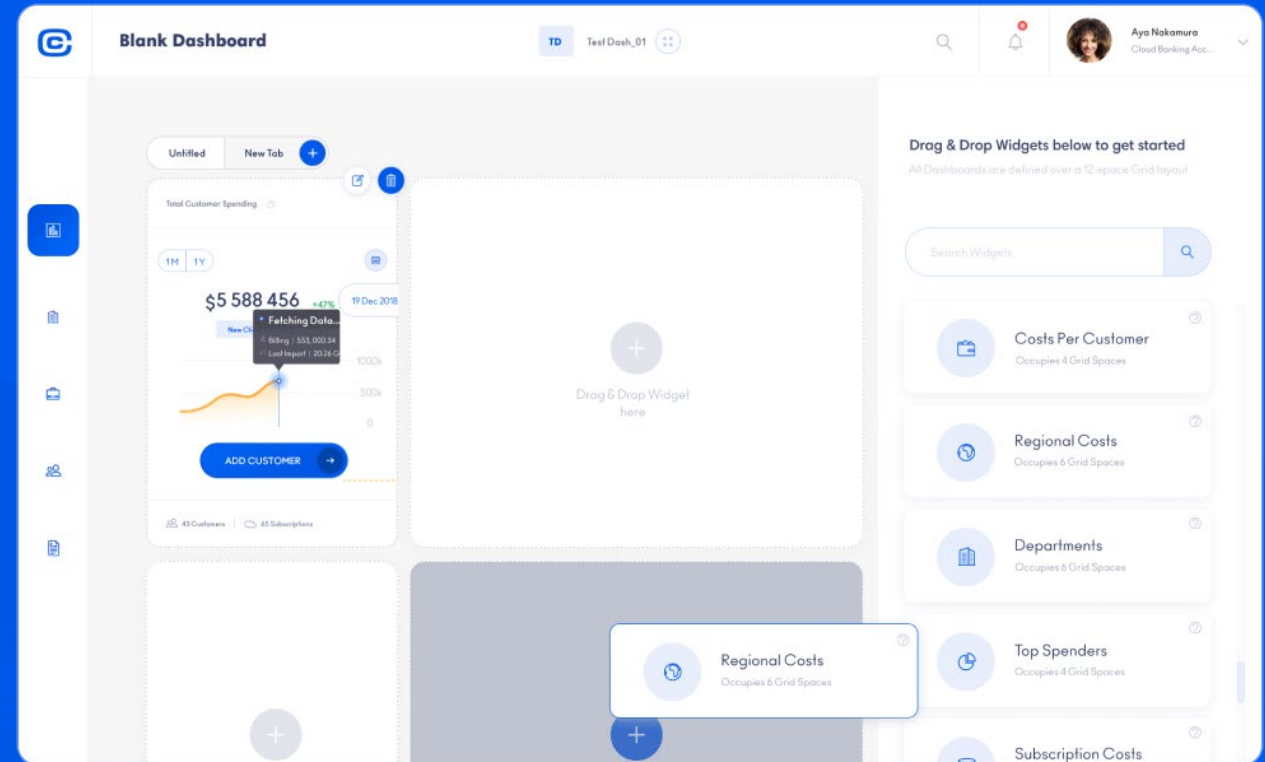 Blank Dashboard
TD
Test Dash_01
Aya Nakamura
Cloud Banking Acc...
Untitled
New Tab
Total Customer Spending
1M
1Y
$5 588 456
+47%
19 Dec 2018
Fetching Data...
Billing | 553,000.34
Last Import | 20:26
1000k
500k
0
ADD CUSTOMER
43 Customers
65 Subscriptions
Drag & Drop Widget
here
Drag & Drop Widgets below to get started
All Dashboards are defined over a 12-space Grid layout
Search Widgets
Costs Per Customer
Occupies 4 Grid Spaces
Regional Costs
Occupies 6 Grid Spaces
Departments
Occupies 6 Grid Spaces
Top Spenders
Occupies 4 Grid Spaces
Subscription Costs
Regional Costs
Occupies 6 Grid Spaces